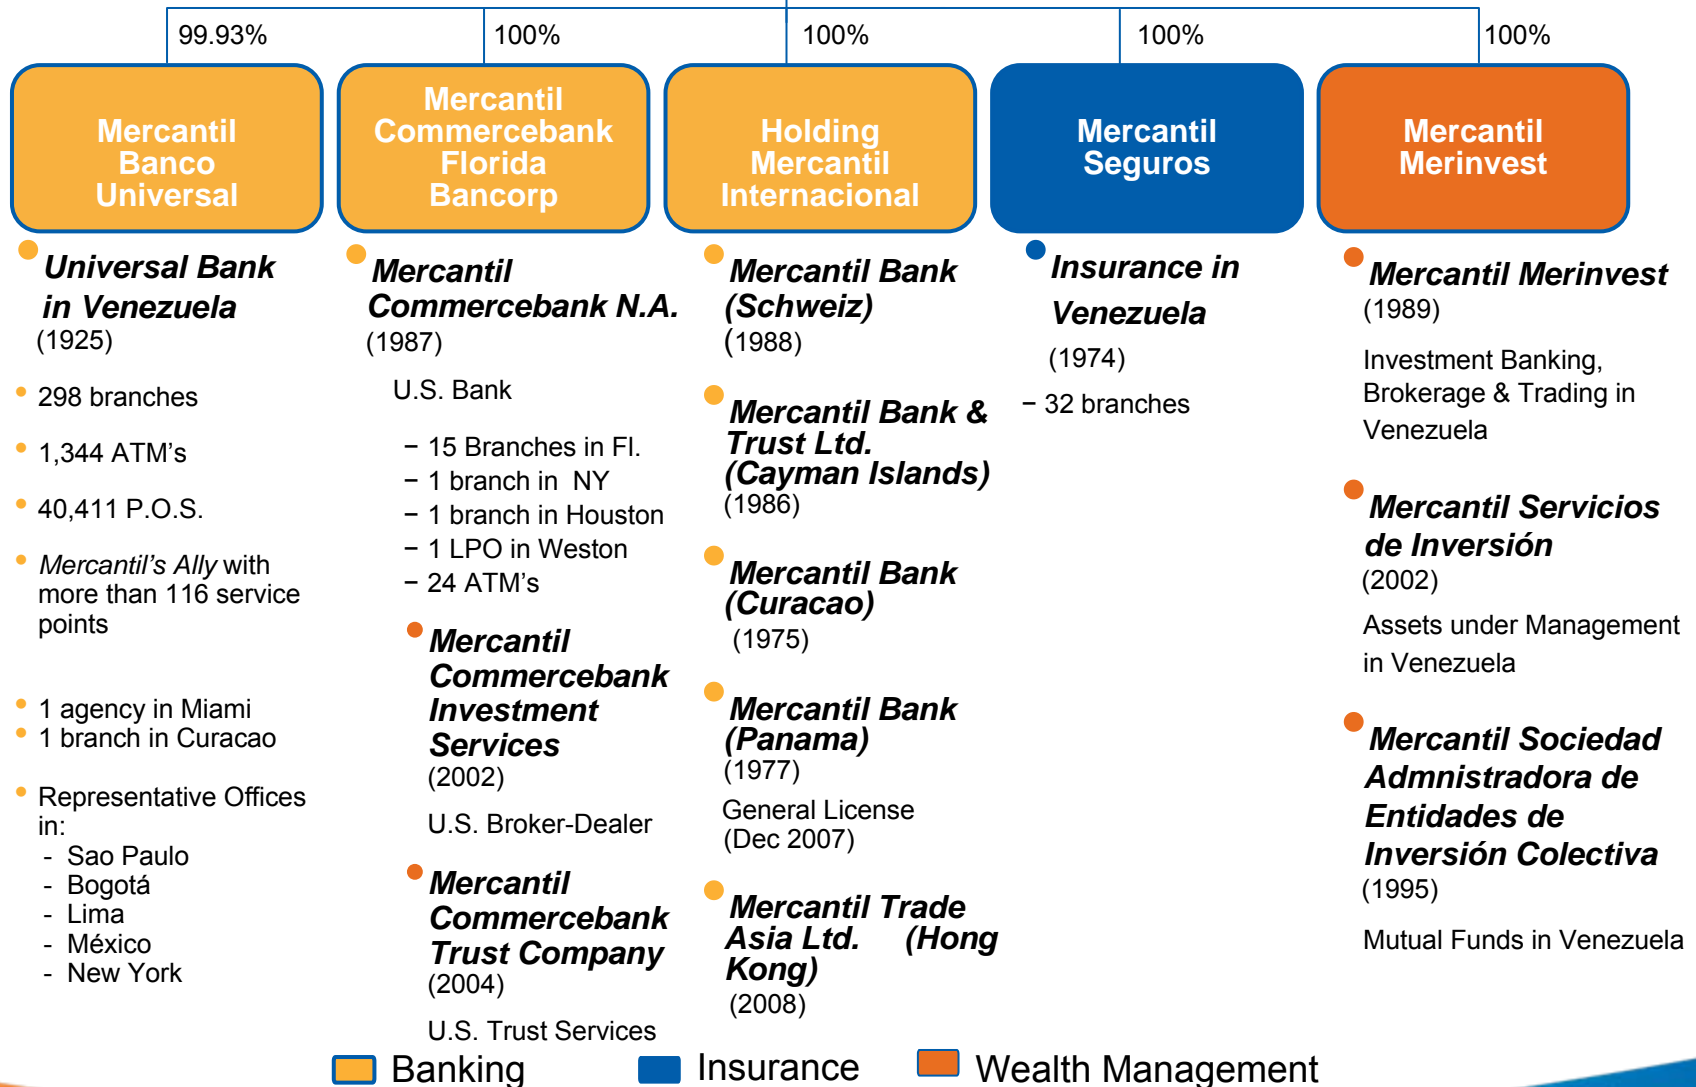 99.93%
100%
100%
100%
100%
Mercantil
Banco
Universal
Mercantil
Commercebank
Florida
Bancorp
Holding
Mercantil
Internacional
Mercantil
Seguros
Mercantil
Merinvest
Universal Bank
in Venezuela
(1925)
298 branches
1,344 ATM's
40,411 P.O.S.
Mercantil's Ally with
more than 116 service
points
1 agency in Miami
1 branch in Curacao
Representative Offices
in:
- Sao Paulo
- Bogotá
- Lima
- México
- New York
Mercantil
Commercebank N.A.
(1987)
U.S. Bank
− 15 Branches in Fl.
− 1 branch in NY
− 1 branch in Houston
− 1 LPO in Weston
− 24 ATM's
Mercantil
Commercebank
Investment
Services
(2002)
U.S. Broker-Dealer
Mercantil
Commercebank
Trust Company
(2004)
U.S. Trust Services
Mercantil Bank
(Schweiz)
(1988)
Mercantil Bank &
Trust Ltd.
(Cayman Islands)
(1986)
Mercantil Bank
(Curacao)
(1975)
Mercantil Bank
(Panama)
(1977)
General License
(Dec 2007)
Mercantil Trade
Asia Ltd. (Hong
Kong)
(2008)
Insurance in
Venezuela
(1974)
− 32 branches
Mercantil Merinvest
(1989)
Investment Banking,
Brokerage & Trading in
Venezuela
Mercantil Servicios
de Inversión
(2002)
Assets under Management
in Venezuela
Mercantil Sociedad
Admnistradora de
Entidades de
Inversión Colectiva
(1995)
Mutual Funds in Venezuela
Banking
Insurance
Wealth Management